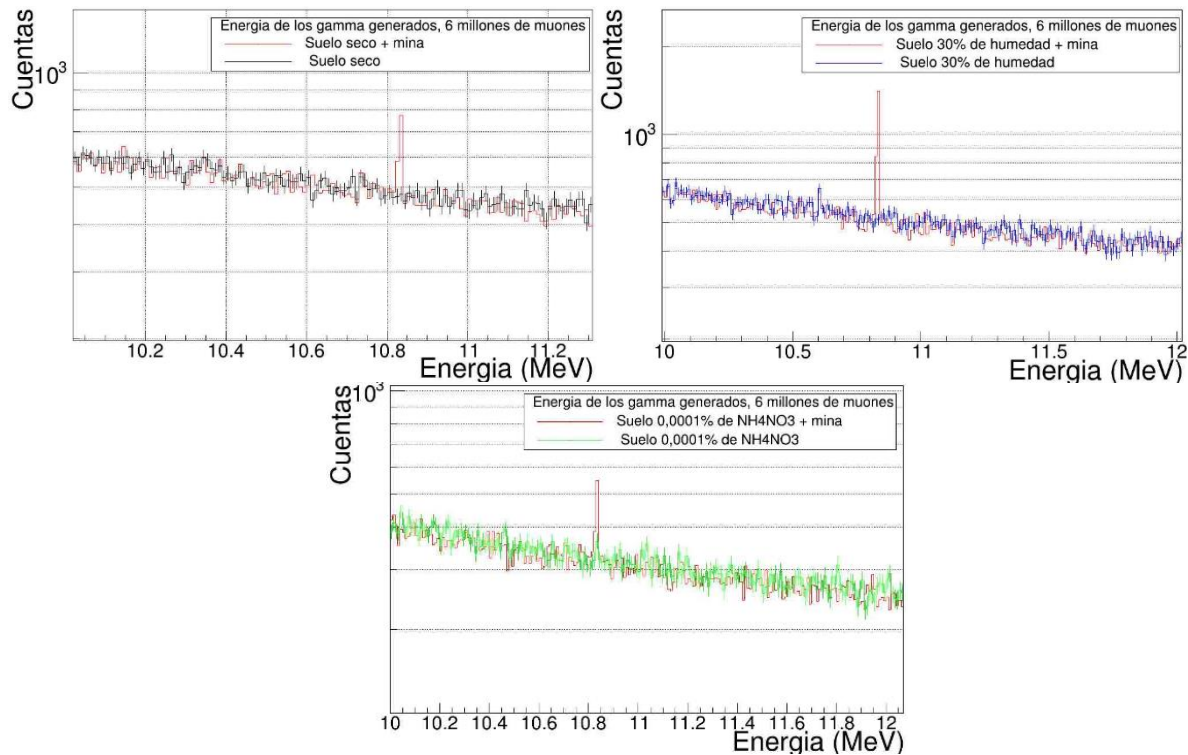 Energia de los gamma generados, 6 millones de muones
Suelo seco + mina
Suelo seco
Cuentas
10³
10.2 10.4 10.6 10.8 11 11.2
Energia (MeV)
Energia de los gamma generados, 6 millones de muones
Suelo 30% de humedad + mina
Suelo 30% de humedad
Cuentas
10³
10 10.5 11 11.5 12
Energia (MeV)
Energia de los gamma generados, 6 millones de muones
Suelo 0,0001% de NH4NO3 + mina
Suelo 0,0001% de NH4NO3
Cuentas
10³
10 10.2 10.4 10.6 10.8 11 11.2 11.4 11.6 11.8 12
Energia (MeV)